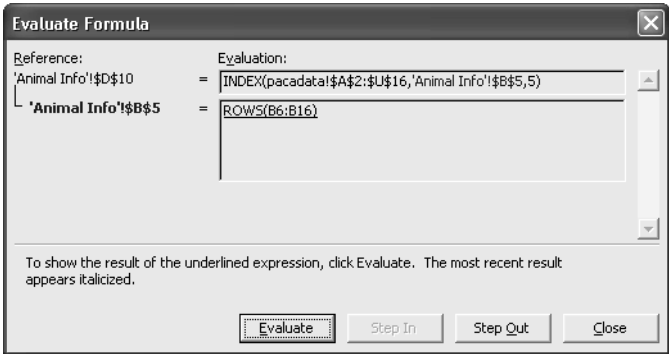 Evaluate Formula
Reference: Evaluation:
'Animal Info'!$D$10 = INDEX(pacadata!$A$2:$U$16,'Animal Info'!$B$5,5)
'Animal Info'!$B$5 = ROWS(B6:B16)
To show the result of the underlined expression, click Evaluate. The most recent result
appears italicized.
Evaluate Step In Step Out Close